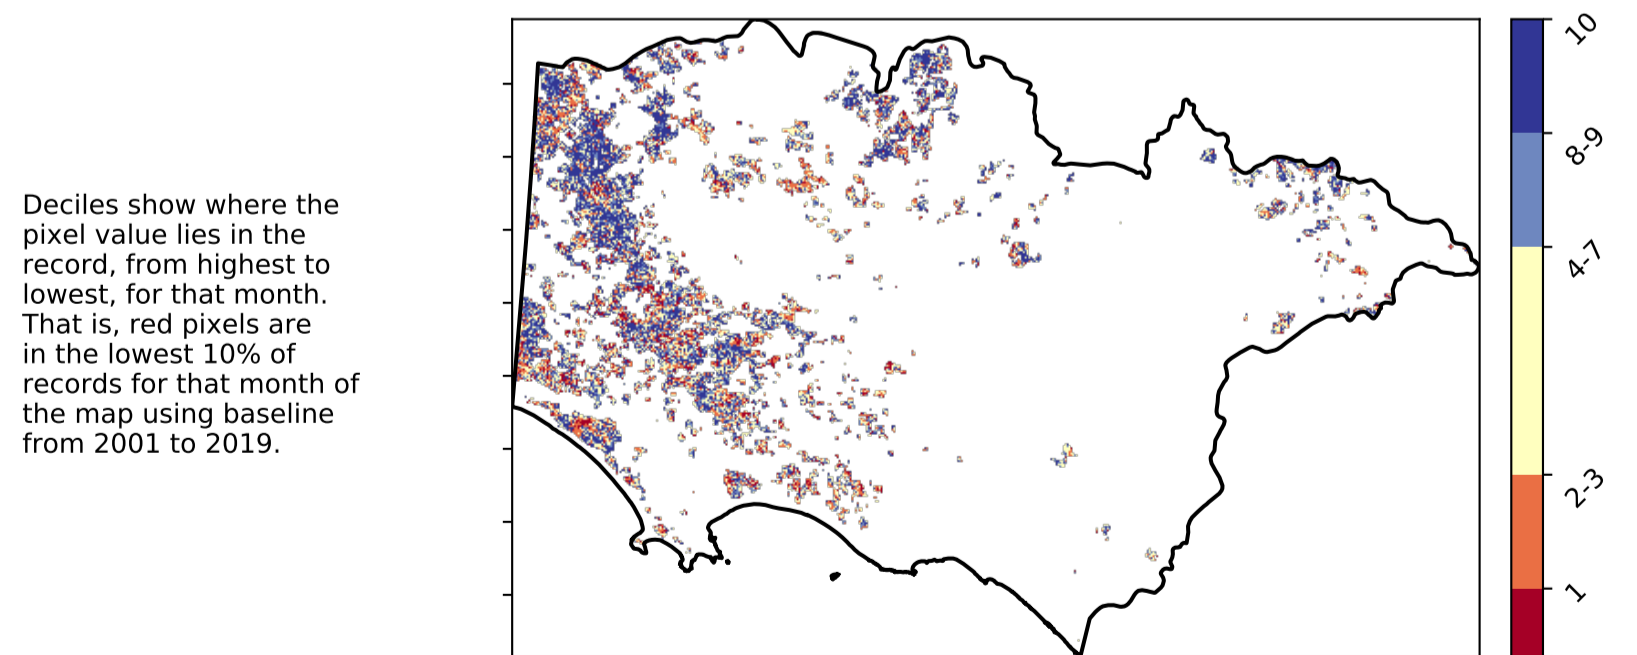 Deciles show where the
pixel value lies in the
record, from highest to
lowest, for that month.
That is, red pixels are
in the lowest 10% of
records for that month of
the map using baseline
from 2001 to 2019.
10
8-9
4-7
2-3
1